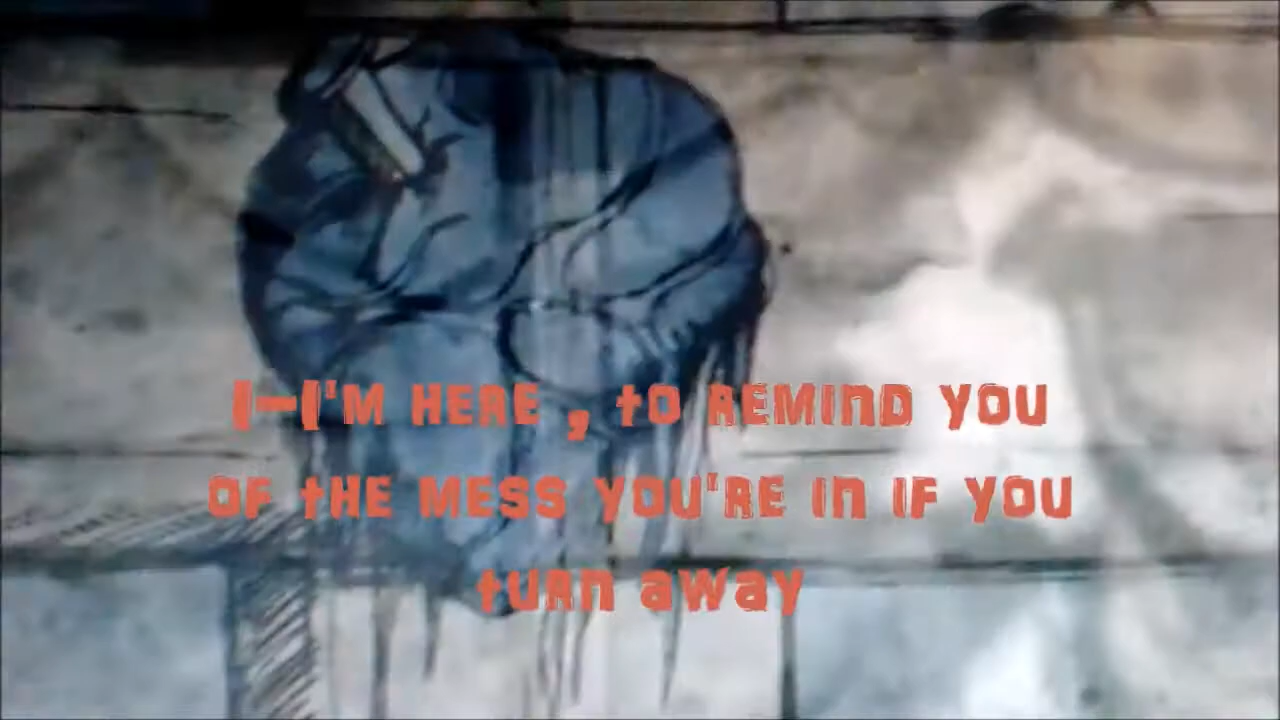 I-I'm here , to remind you
of the mess you're in if you
turn away